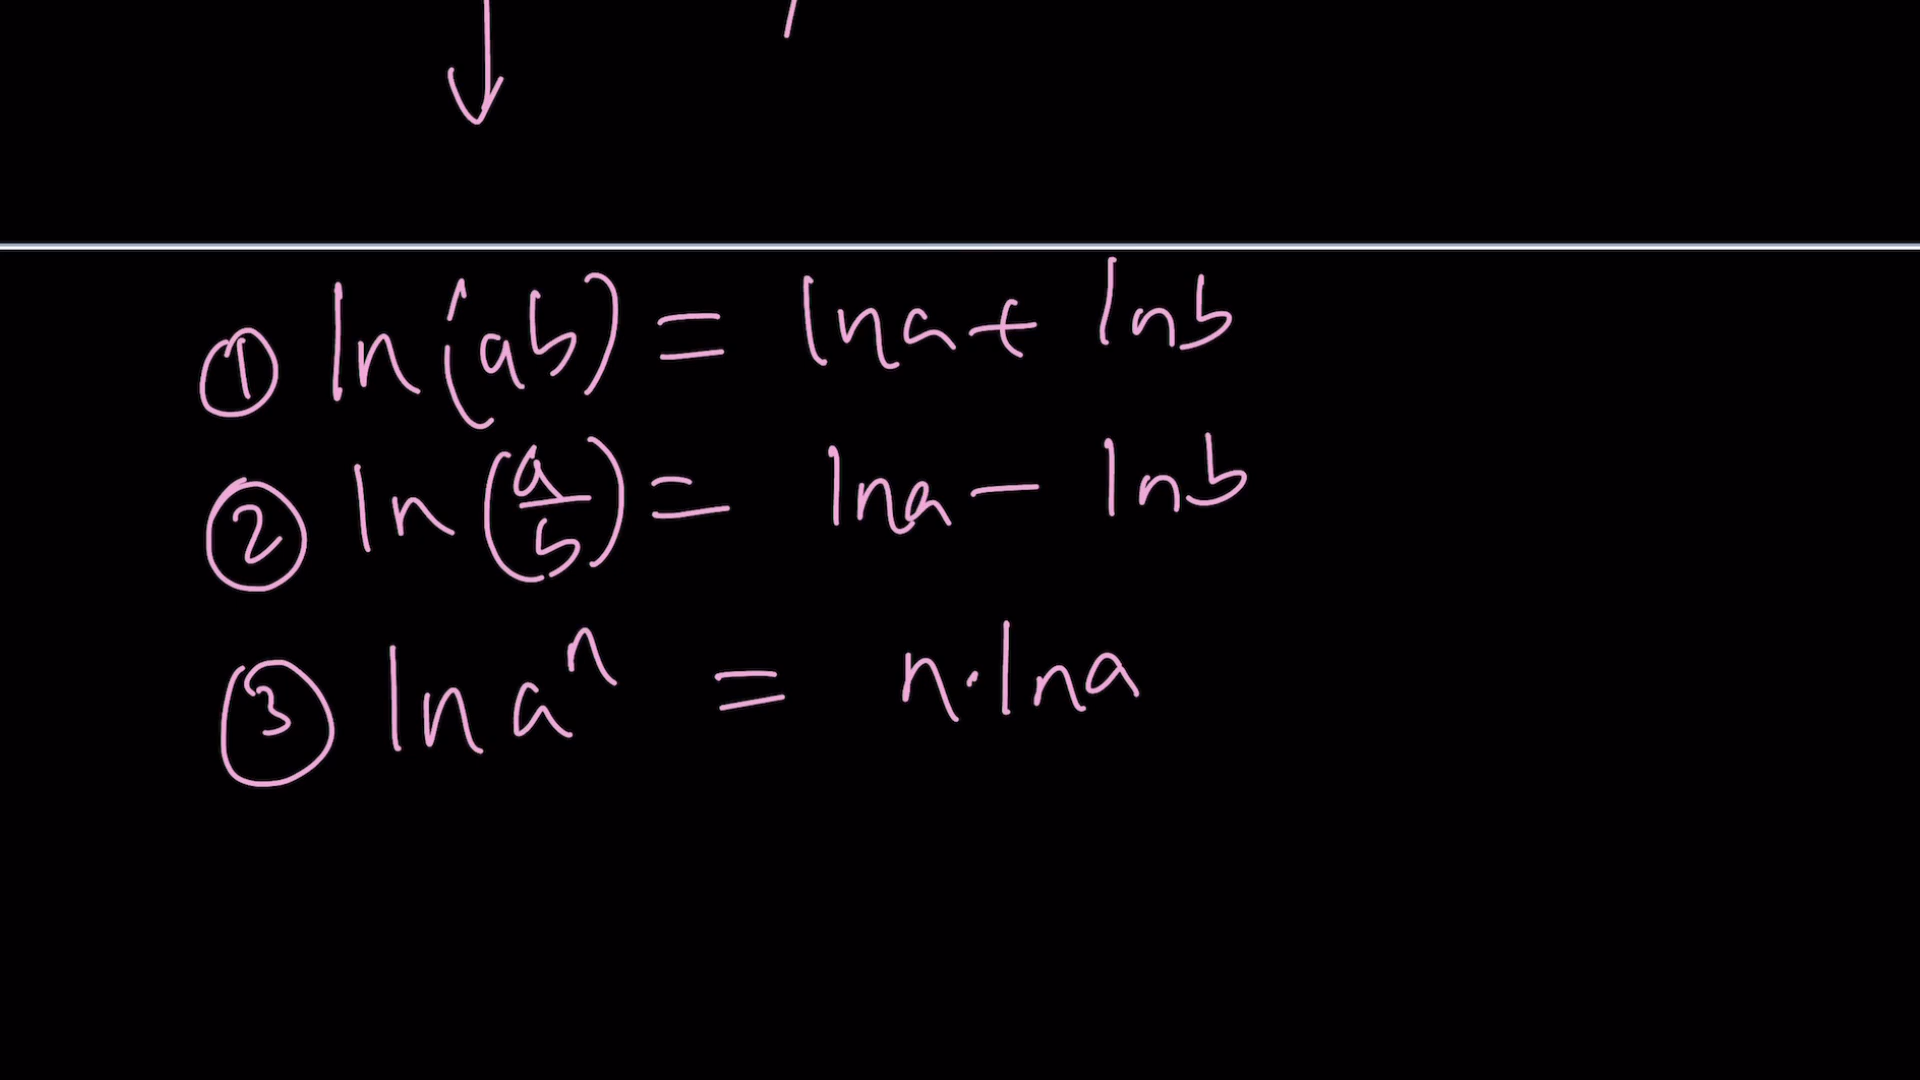 ① ln(ab) = lna + lnb
② ln(a/b) = lna - lnb
③ ln aⁿ = n·lna